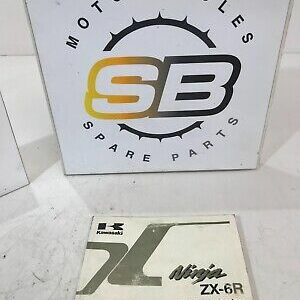 MOTORCYCLES
SB
SPARE PARTS
Kawasaki
Ninja
ZX-6R